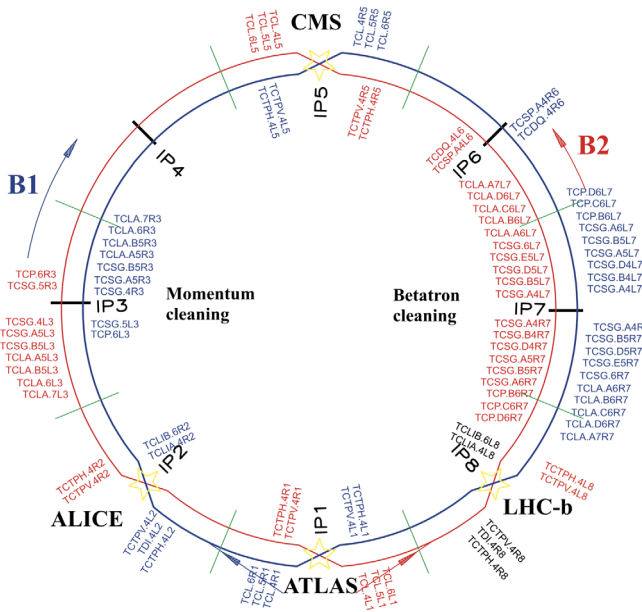 CMS
TCL.4L5
TCL.5L5
TCL.6L5
TCL.4R5
TCL.5R5
TCL.6R5
TCTPV.4L5
TCTPH.4L5
IP5
TCTPV.4R5
TCTPH.4R5
TCSP.A4R6
TCDQ.4R6
TCDQ.4L6
TCSP.A4L6
IP6
IP4
B1
B2
TCLA.7R3
TCLA.6R3
TCLA.B5R3
TCLA.A5R3
TCSG.B5R3
TCSG.A5R3
TCSG.4R3
TCP.6R3
TCSG.5R3
IP3
TCSG.5L3
TCP.6L3
TCSG.4L3
TCSG.A5L3
TCSG.B5L3
TCLA.A5L3
TCLA.B5L3
TCLA.6L3
TCLA.7L3
Momentum
cleaning
Betatron
cleaning
TCLA.A7L7
TCLA.D6L7
TCLA.C6L7
TCLA.B6L7
TCLA.A6L7
TCSG.6L7
TCSG.E5L7
TCSG.D5L7
TCSG.B5L7
TCSG.A4L7
TCP.D6L7
TCP.C6L7
TCP.B6L7
TCSG.A6L7
TCSG.B5L7
TCSG.A5L7
TCSG.D4L7
TCSG.B4L7
TCSG.A4L7
IP7
TCSG.A4R7
TCSG.B4R7
TCSG.D4R7
TCSG.A5R7
TCSG.B5R7
TCSG.A6R7
TCP.B6R7
TCP.C6R7
TCP.D6R7
TCSG.A4R7
TCSG.B5R7
TCSG.D5R7
TCSG.E5R7
TCSG.6R7
TCLA.A6R7
TCLA.B6R7
TCLA.C6R7
TCLA.D6R7
TCLA.A7R7
TCLIB.6R2
TCLIA.4R2
IP2
TCTPH.4R2
TCTPV.4R2
ALICE
TCTPV.4L2
TDI.4L2
TCTPH.4L2
TCLIB.6L8
TCLIA.4L8
IP8
TCTPH.4L8
TCTPV.4L8
LHC-b
TCTPV.4R8
TDI.4R8
TCTPH.4R8
TCTPH.4R1
TCTPV.4R1
IP1
TCTPH.4L1
TCTPV.4L1
TCL.6R1
TCL.5R1
TCL.4R1
ATLAS
TCL.6L1
TCL.5L1
TCL.4L1